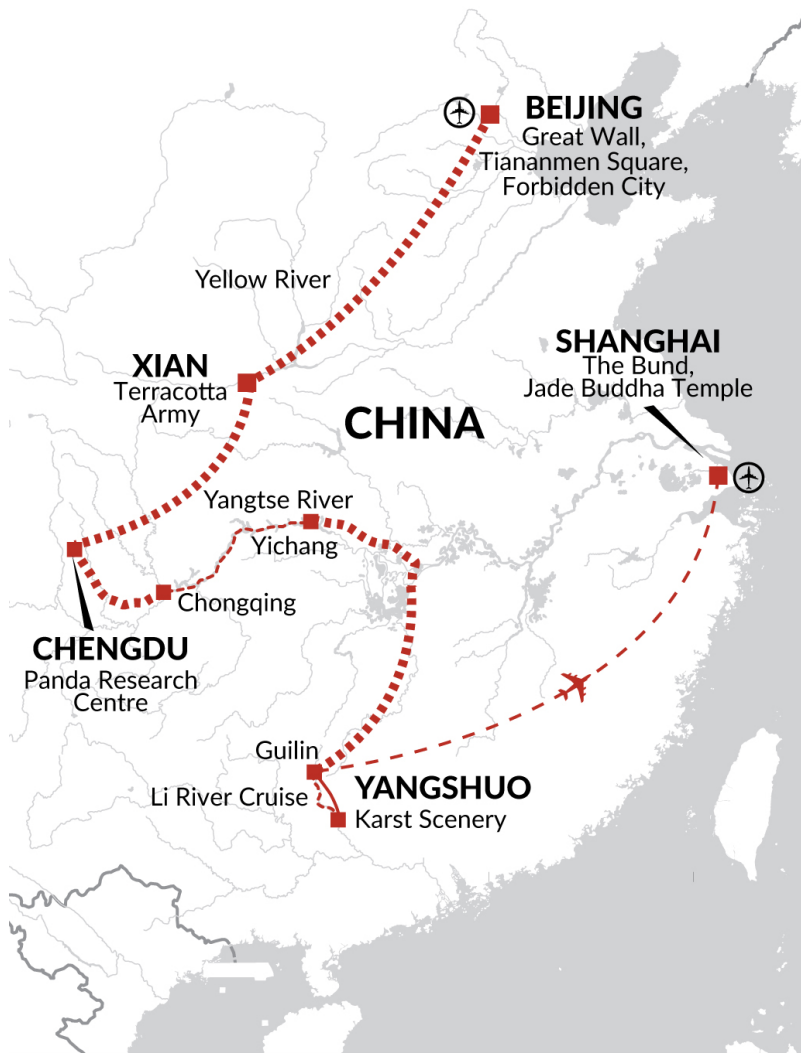 BEIJING
Great Wall,
Tiananmen Square,
Forbidden City
Yellow River
SHANGHAI
The Bund,
Jade Buddha Temple
XIAN
Terracotta
Army
CHINA
Yangtse River
Yichang
Chongqing
CHENGDU
Panda Research
Centre
Guilin
Li River Cruise
YANGSHUO
Karst Scenery